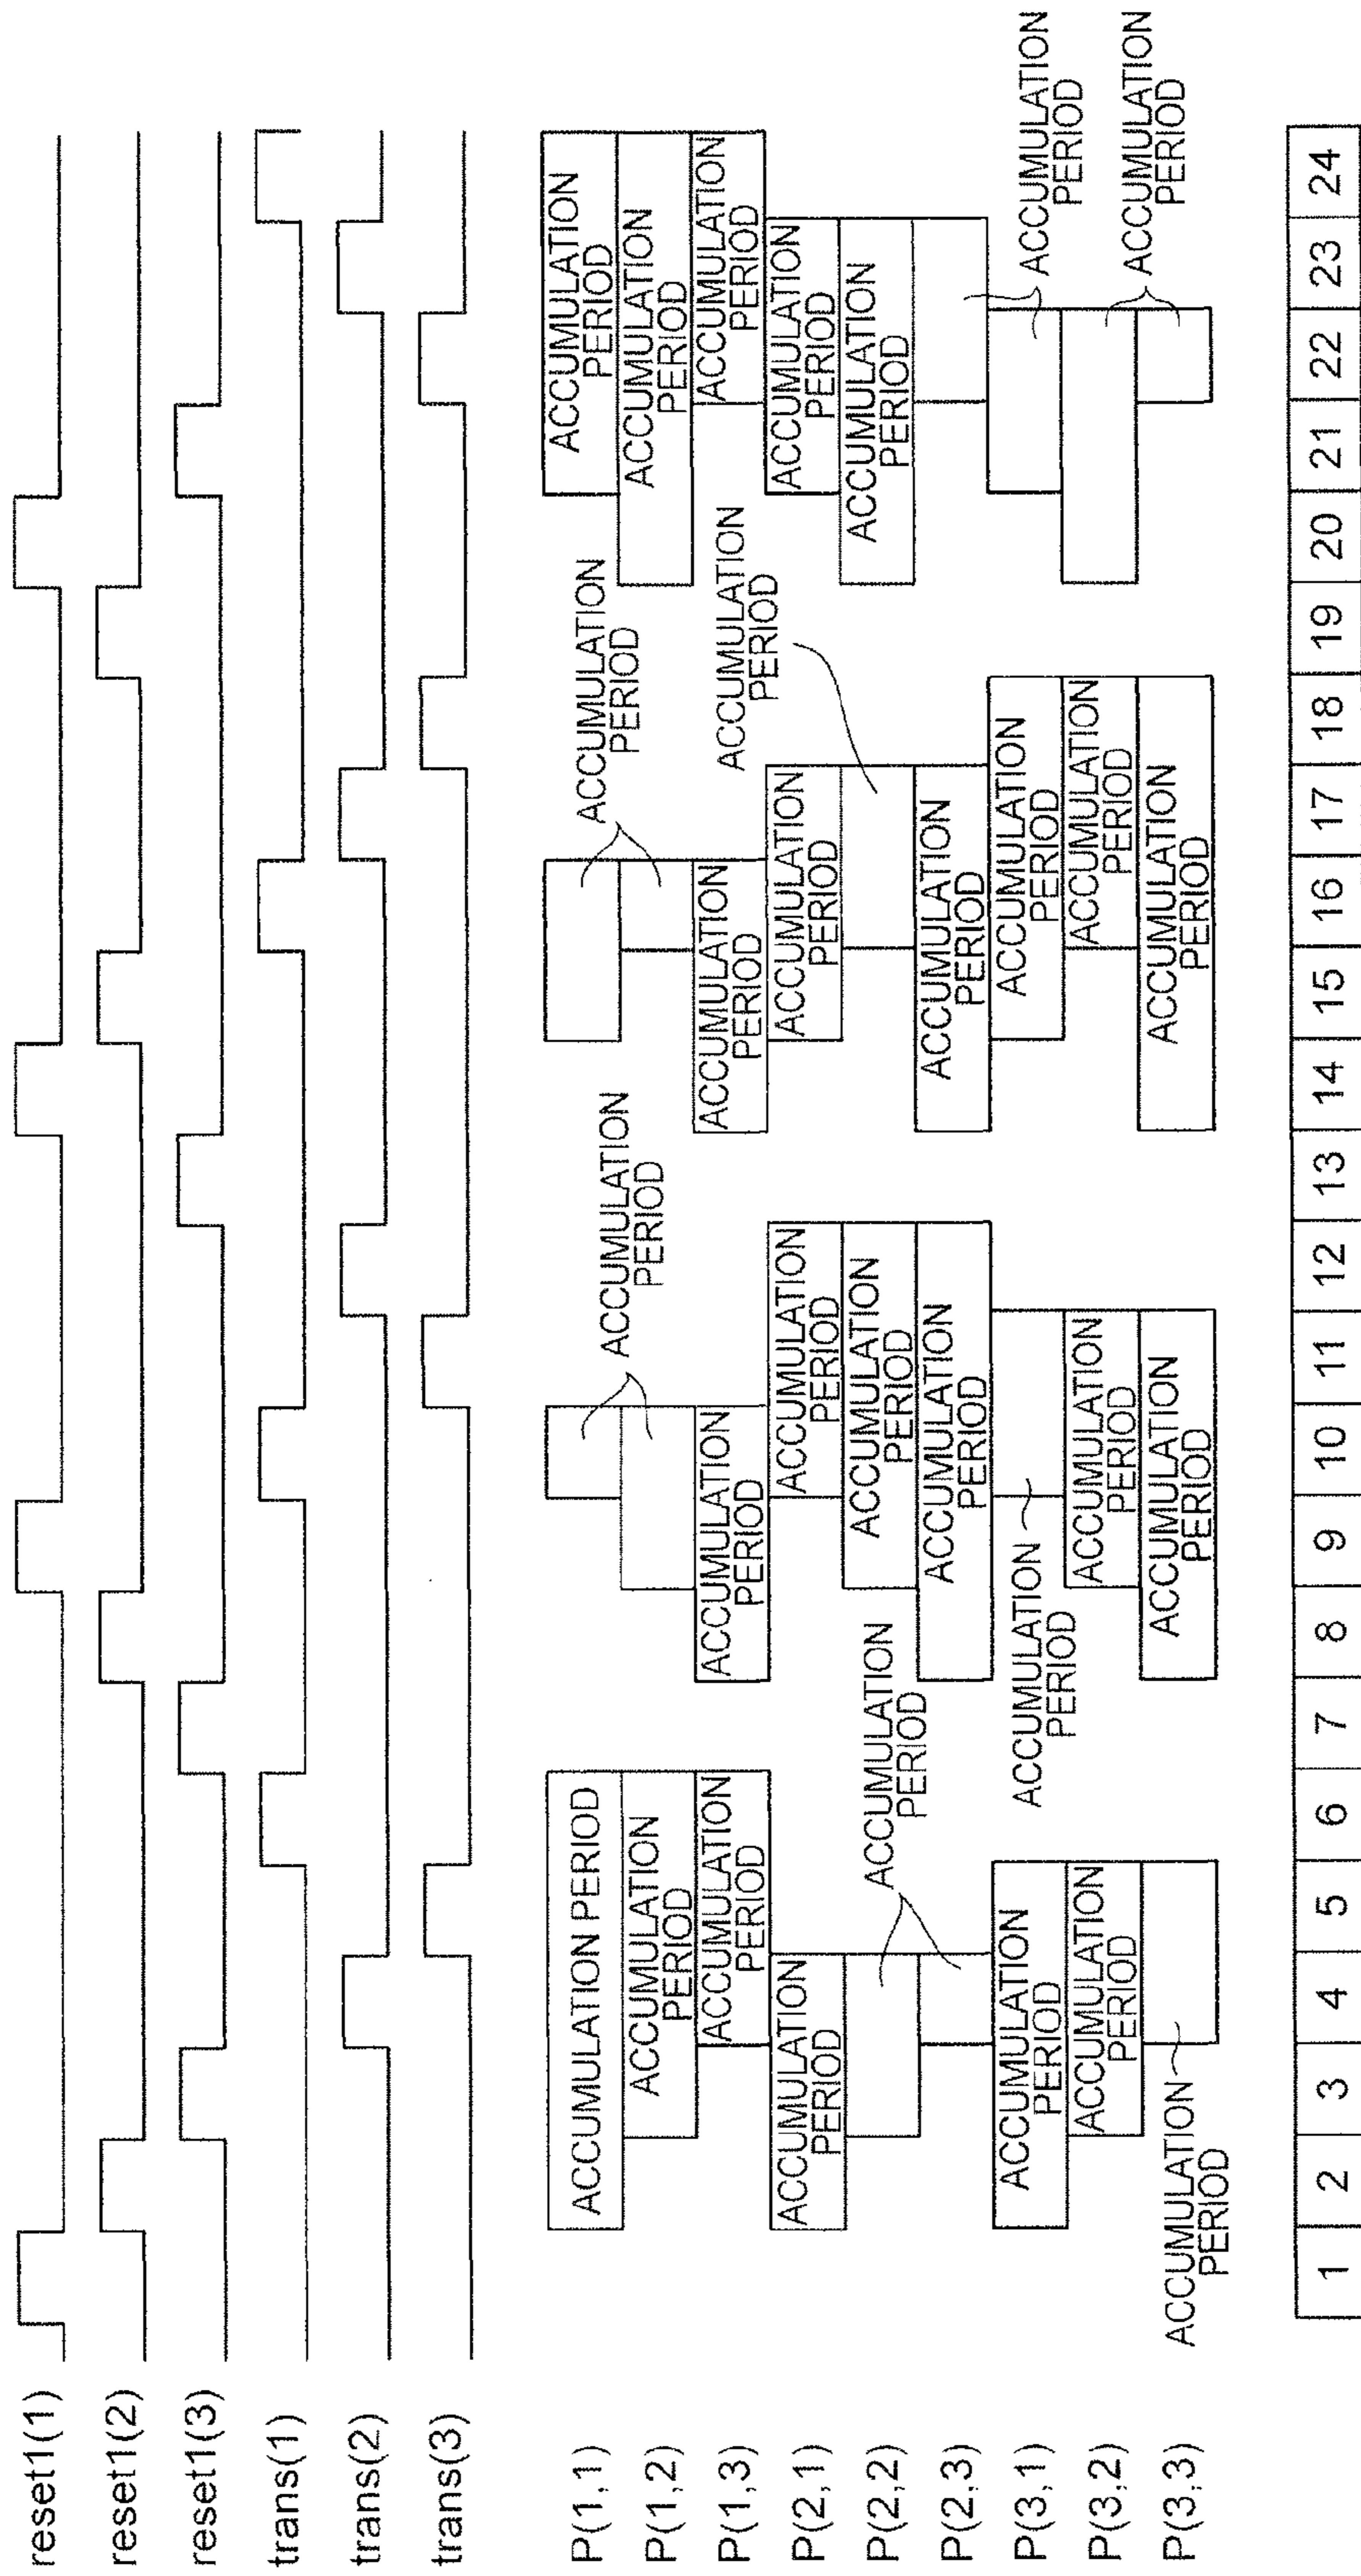 reset1(1)
reset1(2)
reset1(3)
trans(1)
trans(2)
trans(3)
P(1,1)
ACCUMULATION PERIOD
ACCUMULATION
PERIOD
ACCUMULATION
PERIOD
ACCUMULATION
PERIOD
P(1,2)
ACCUMULATION
PERIOD
ACCUMULATION
PERIOD
P(1,3)
ACCUMULATION
PERIOD
ACCUMULATION
PERIOD
ACCUMULATION
PERIOD
ACCUMULATION
PERIOD
P(2,1)
ACCUMULATION
PERIOD
ACCUMULATION
PERIOD
ACCUMULATION
PERIOD
ACCUMULATION
PERIOD
P(2,2)
ACCUMULATION
PERIOD
ACCUMULATION
PERIOD
ACCUMULATION
PERIOD
ACCUMULATION
PERIOD
P(2,3)
ACCUMULATION
PERIOD
ACCUMULATION
PERIOD
P(3,1)
ACCUMULATION
PERIOD
ACCUMULATION
PERIOD
ACCUMULATION
PERIOD
ACCUMULATION
PERIOD
P(3,2)
ACCUMULATION
PERIOD
ACCUMULATION
PERIOD
ACCUMULATION
PERIOD
P(3,3)
ACCUMULATION
PERIOD
ACCUMULATION
PERIOD
ACCUMULATION
PERIOD
ACCUMULATION
PERIOD
1 2 3 4 5 6 7 8 9 10 11 12 13 14 15 16 17 18 19 20 21 22 23 24